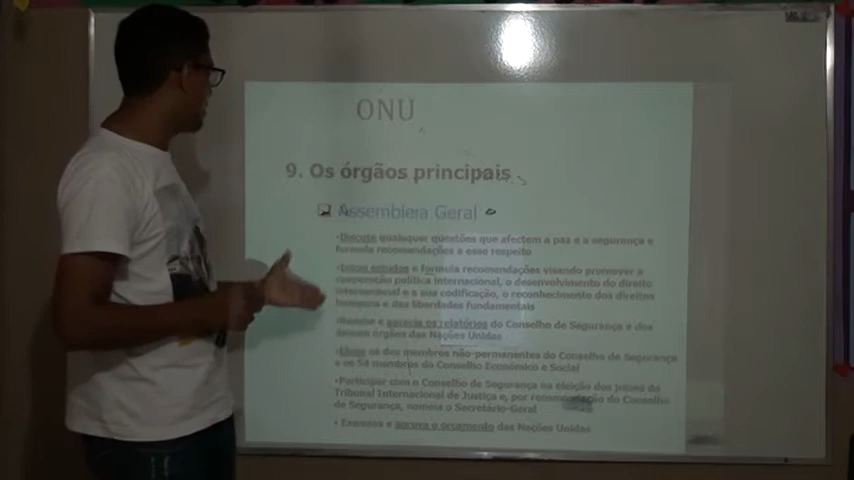 ONU
9. Os órgãos principais
Assembleia Geral
•Discute quaisquer questões que afectem a paz e a segurança e
formula recomendações a esse respeito
•Inicia estudos e formula recomendações visando promover a
cooperação política internacional, o desenvolvimento do direito
internacional e a sua codificação, o reconhecimento dos direitos
humanos e das liberdades fundamentais
e aprecia os relatórios do Conselho de Segurança e dos
demais órgãos das Nações Unidas
•Elege os dez membros não-permanentes do Conselho de Segurança
e os 54 membros do Conselho Económico e Social
•Participar com o Conselho de Segurança na eleição dos juízes do
Tribunal Internacional de Justiça e, por recomendação do Conselho
de Segurança, nomeia o Secretário-Geral
• Examina e aprova o orçamento das Nações Unidas